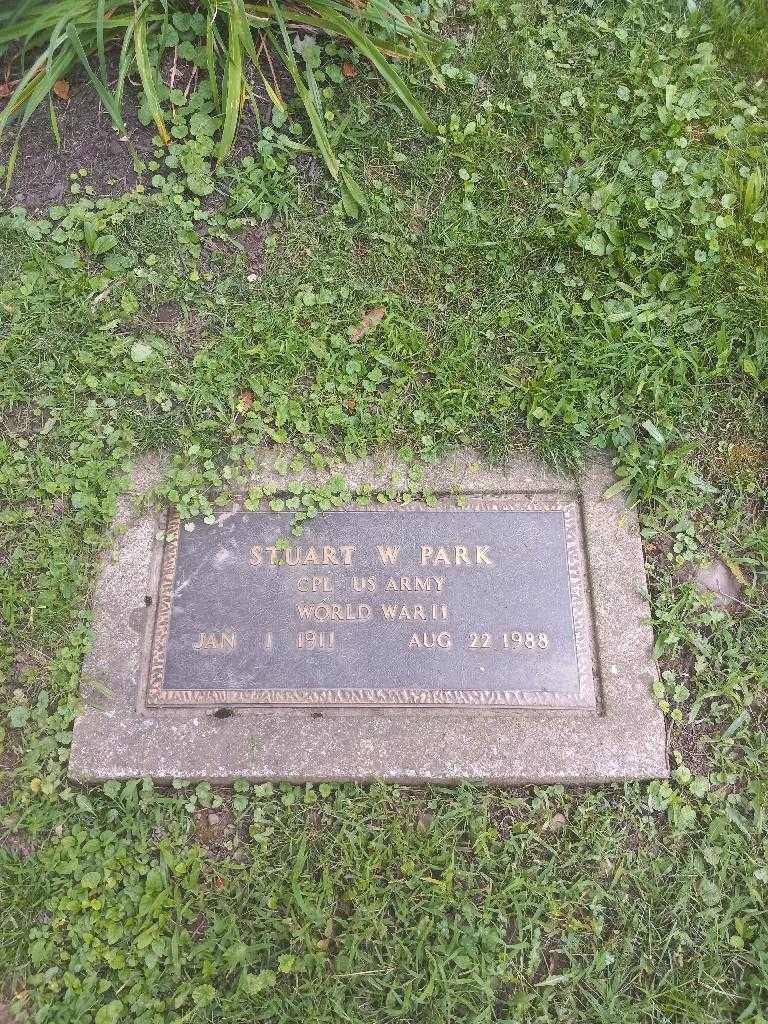 STUART W PARK
CPL US ARMY
WORLD WAR II
JAN 1 1911 AUG 22 1988